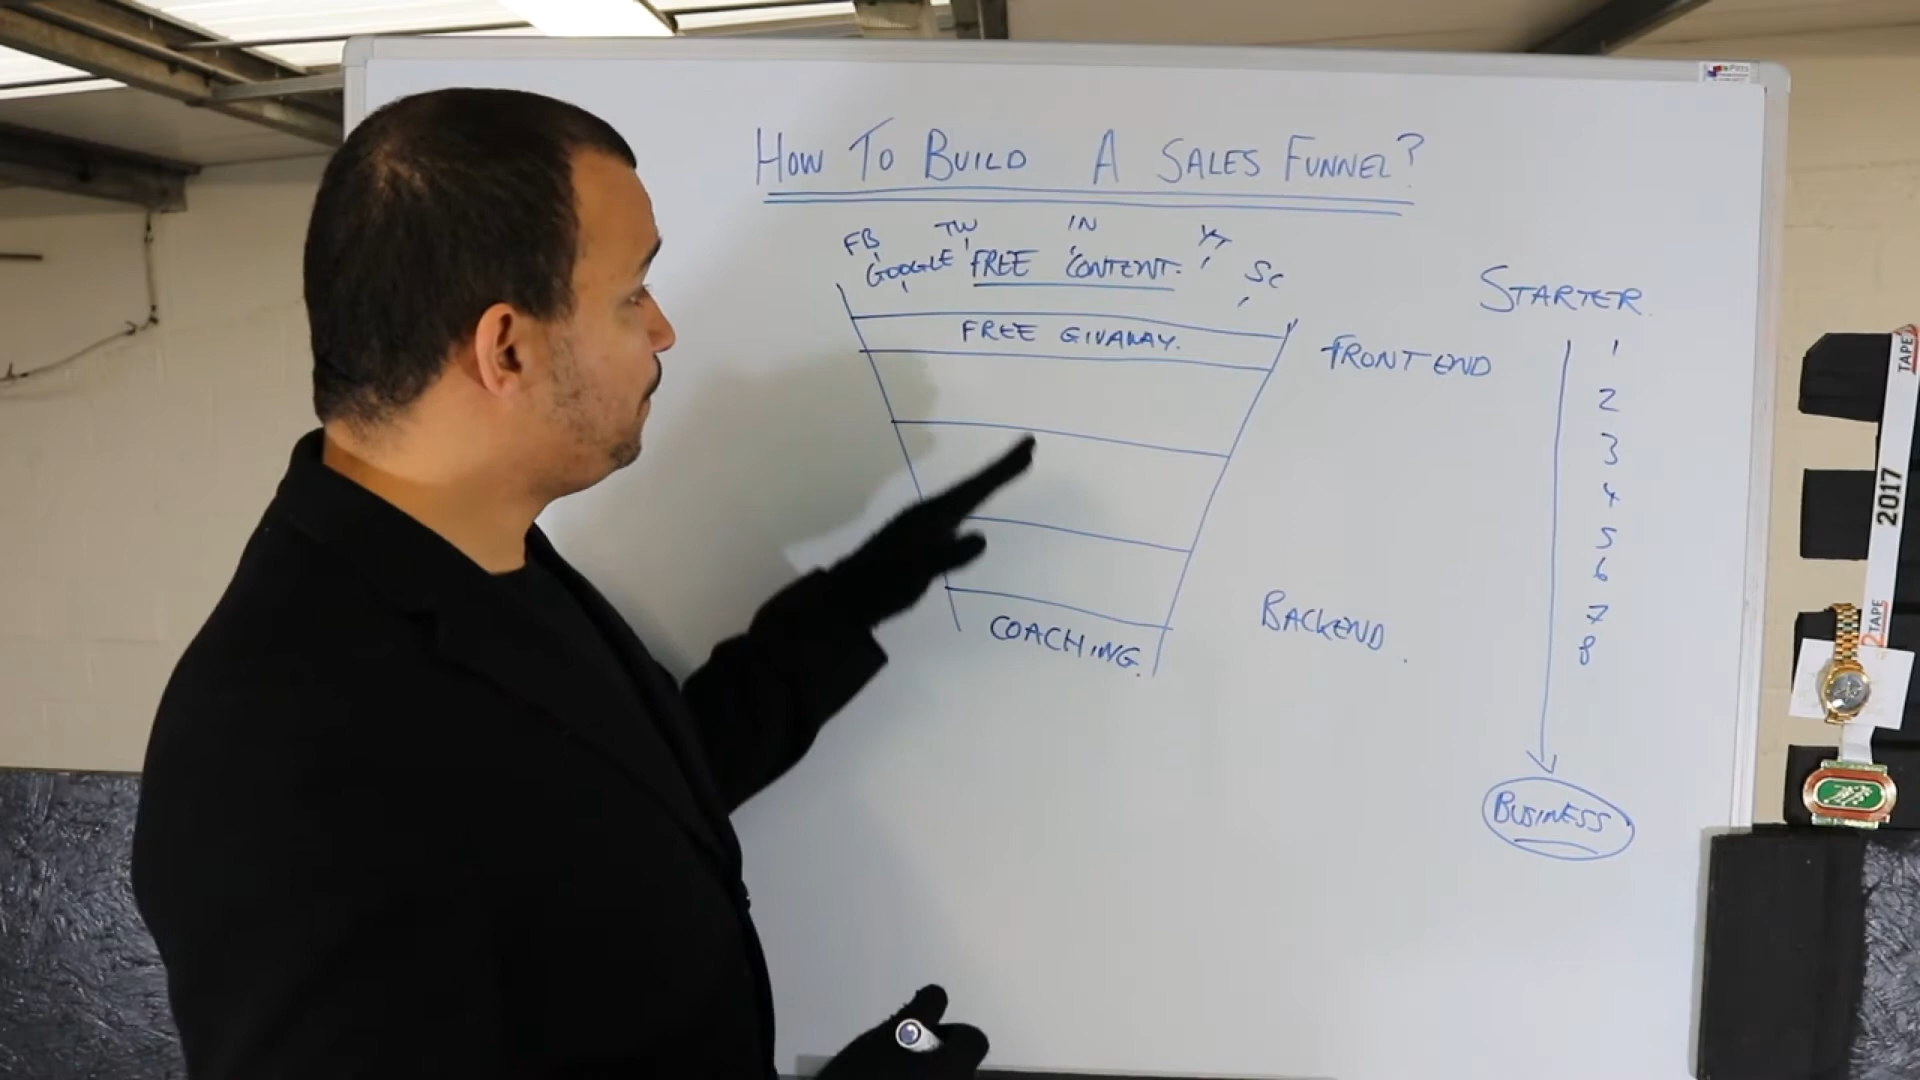 HOW TO BUILD A SALES FUNNEL?
FB TW IN YT SC
GOOGLE FREE CONTENT.
FREE GIVAWAY.
FRONT END
BACKEND.
COACHING.
STARTER.
1
2
3
4
5
6
7
8
BUSINESS
TAPE
2017
2TAPE